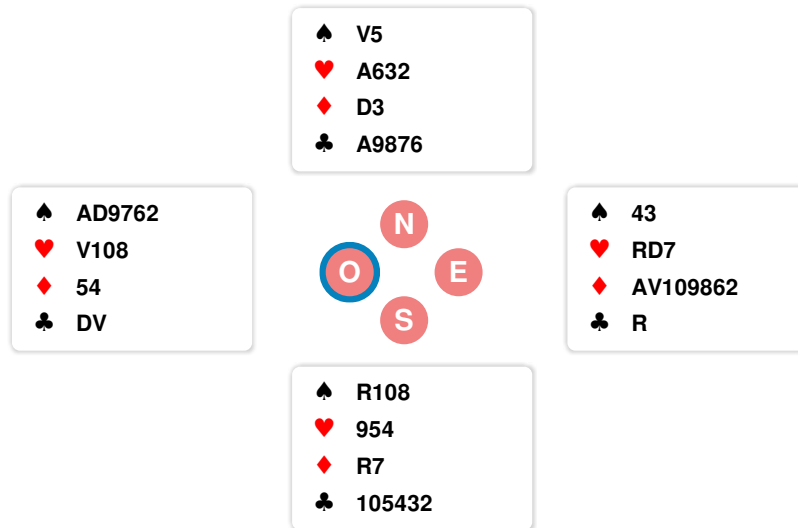 ♠ V5
♥ A632
♦ D3
♣ A9876
♠ AD9762
♥ V108
♦ 54
♣ DV
N
O
E
S
♠ 43
♥ RD7
♦ AV109862
♣ R
♠ R108
♥ 954
♦ R7
♣ 105432